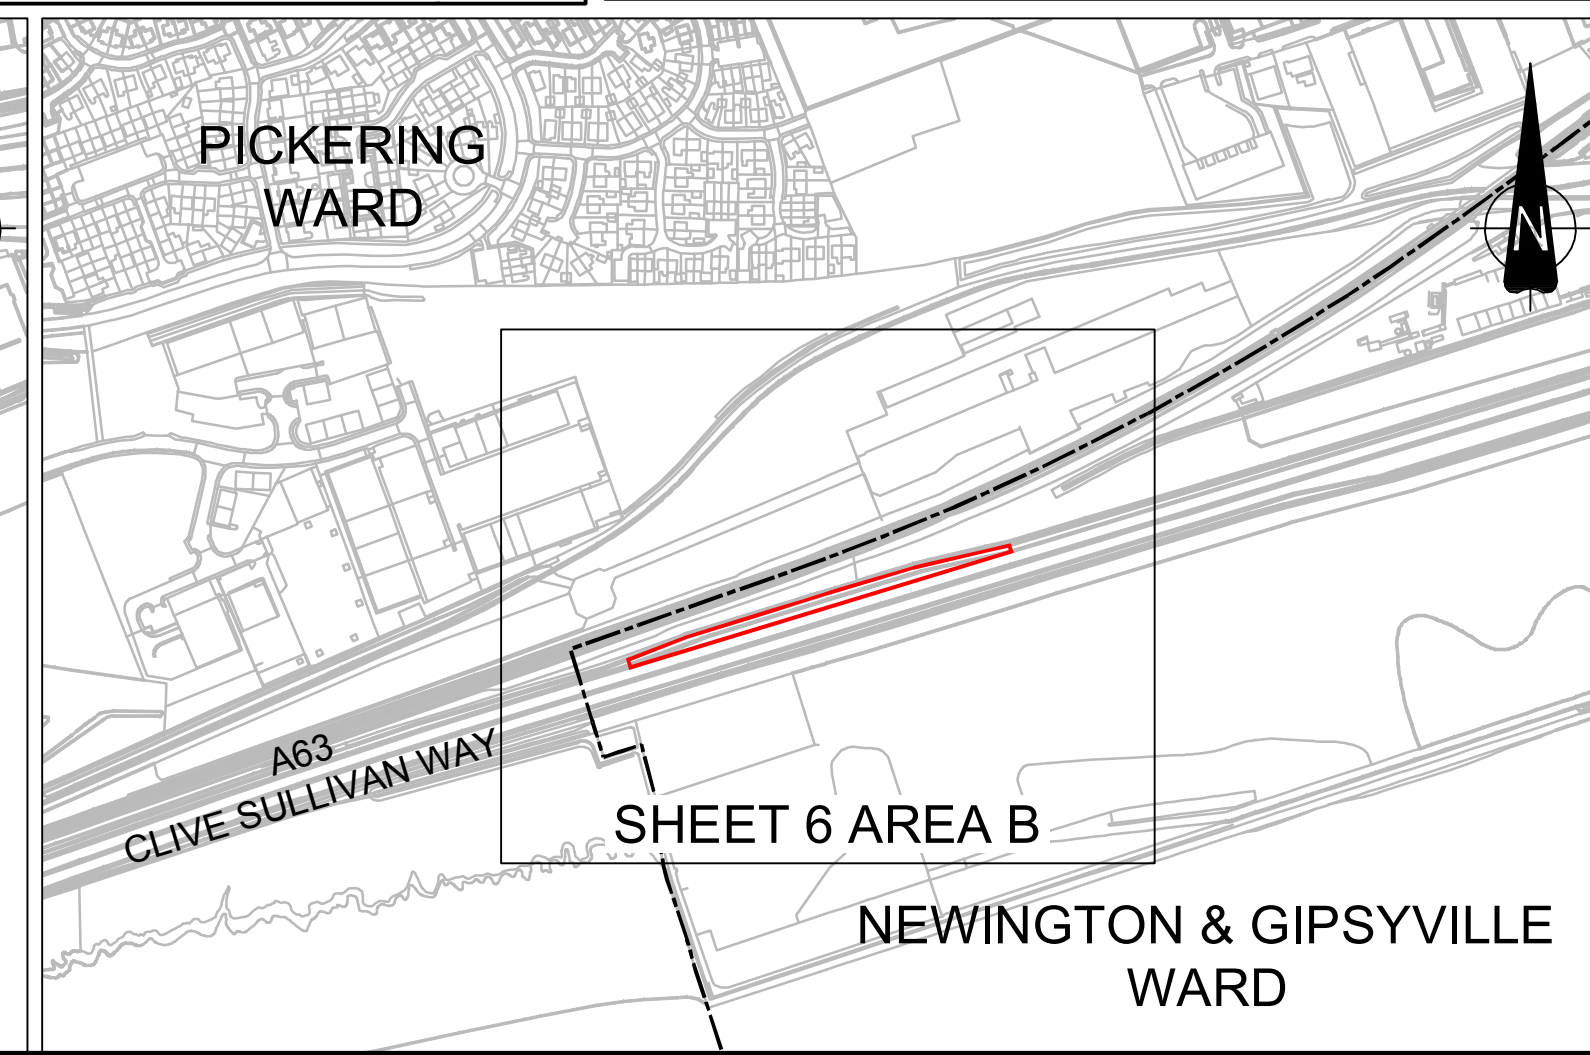 PICKERING
WARD
N
A63
CLIVE SULLIVAN WAY
SHEET 6 AREA B
NEWINGTON & GIPSYVILLE
WARD